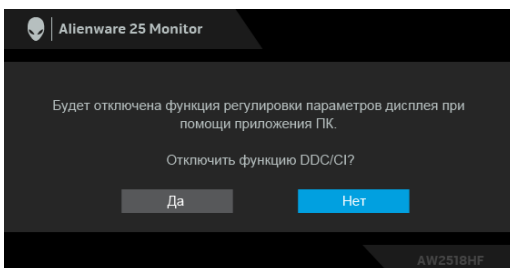 Alienware 25 Monitor
Будет отключена функция регулировки параметров дисплея при
помощи приложения ПК.
Отключить функцию DDC/CI?
Да
Нет
AW2518HF